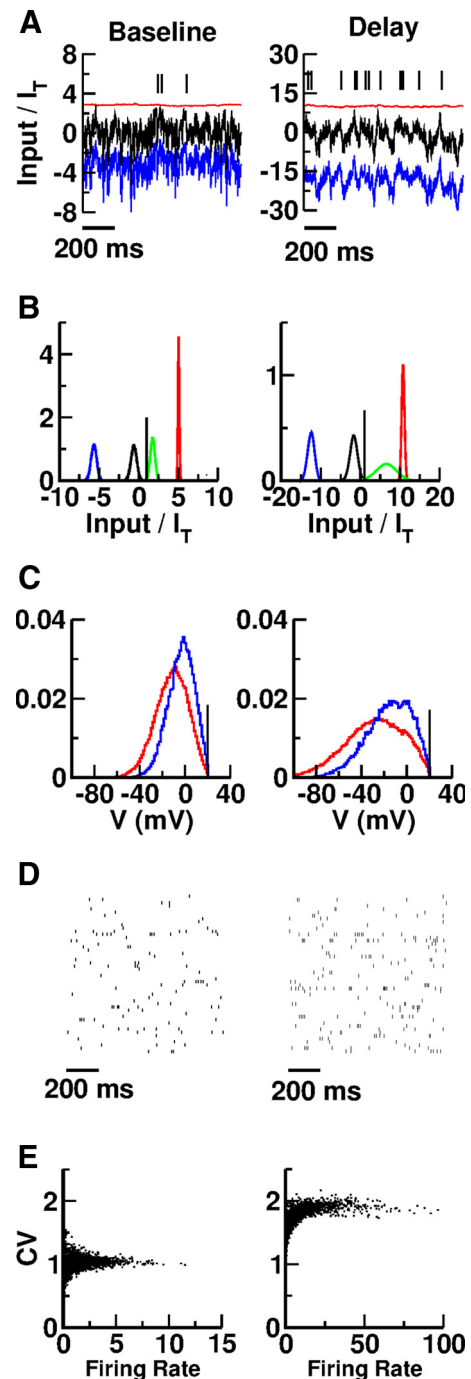 A
Baseline
Delay
Input / I_T
8
4
0
-4
-8
30
15
0
-15
-30
200 ms
200 ms
B
4
2
0
-10
-5
0
5
10
Input / I_T
1
0
-20
-10
0
10
20
Input / I_T
C
0.04
0.02
0
-80
-40
0
40
V (mV)
0.04
0.02
0
-80
-40
0
40
V (mV)
D
200 ms
200 ms
E
CV
2
1
0
0
5
10
15
Firing Rate
2
1
0
0
25
50
75
100
Firing Rate